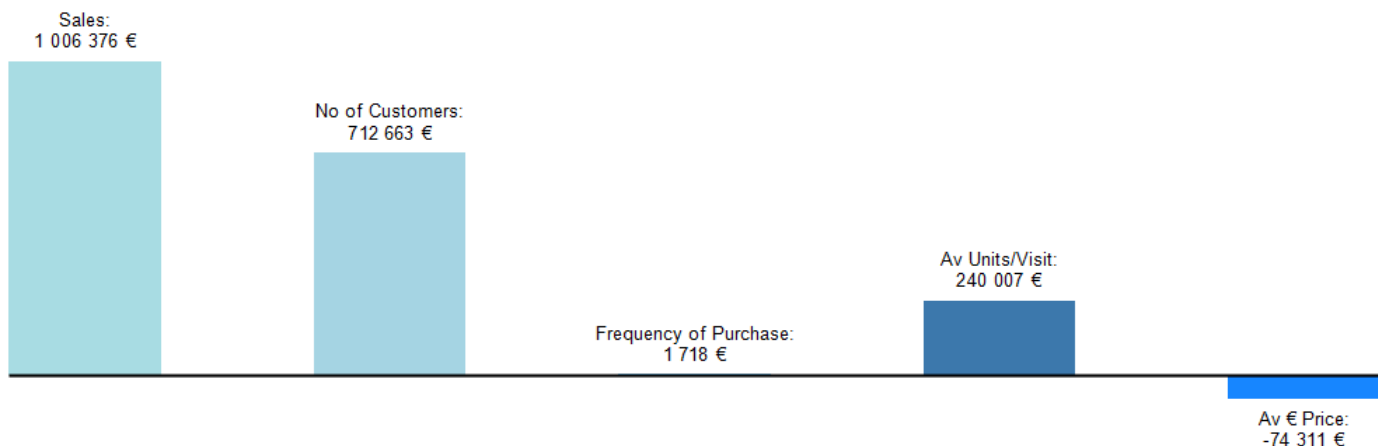 Sales:
1 006 376 €
No of Customers:
712 663 €
Frequency of Purchase:
1 718 €
Av Units/Visit:
240 007 €
Av € Price:
-74 311 €